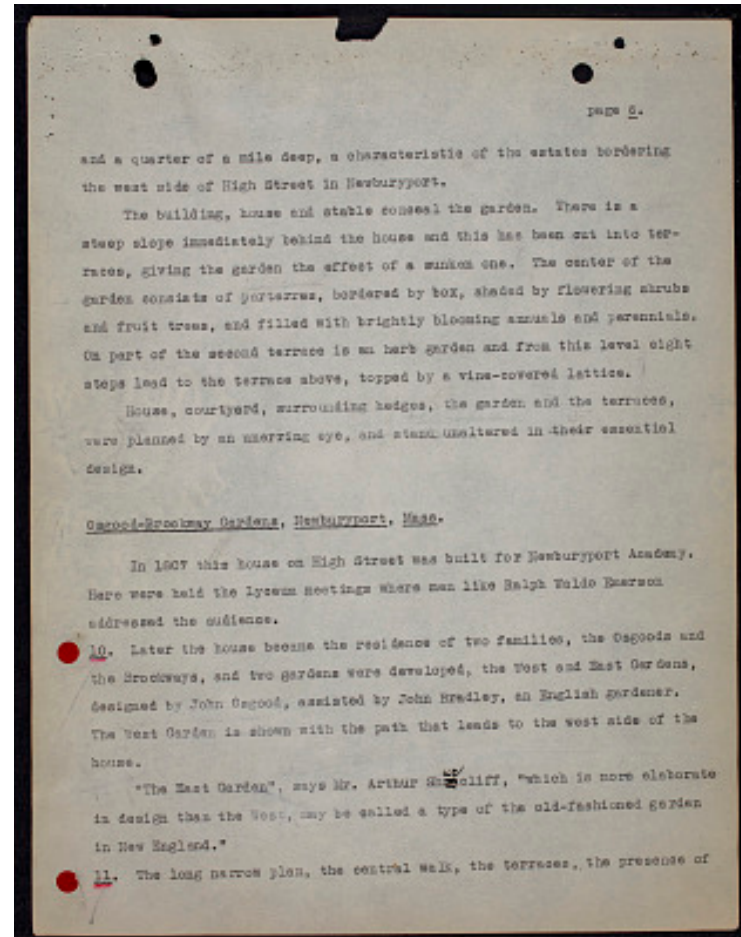 page 6.
and a quarter of a mile deep, a characteristic of the estates bordering
the west side of High Street in Newburyport.
The building, house and stable conseal the garden. There is a
steep slope immediately behind the house and this has been cut into ter-
races, giving the garden the effect of a sunken one. The center of the
garden consists of parterres, bordered by box, shaded by flowering shrubs
and fruit trees, and filled with brightly blooming annuals and perennials.
On part of the second terrace is an herb garden and from this level eight
steps lead to the terrace above, topped by a vine-covered lattice.
House, courtyard, surrounding hedges, the garden and the terraces,
were planned by an unerring eye, and stand unaltered in their essential
design.
Osgood-Brockway Gardens, Newburyport, Mass.
In 1807 this house on High Street was built for Newburyport Academy.
Here were held the Lyceum Meetings where men like Ralph Waldo Emerson
addressed the audience.
10. Later the house became the residence of two families, the Osgoods and
the Brockways, and two gardens were developed, the West and East Gardens,
designed by John Osgood, assisted by John Bradley, an English gardener.
The West Garden is shown with the path that leads to the west side of the
house.
"The East Garden", says Mr. Arthur "which is more elaborate
in design than the West, may be called a type of the old-fashioned garden
in New England."
11. The long narrow plan, the central walk, the terraces, the presence of